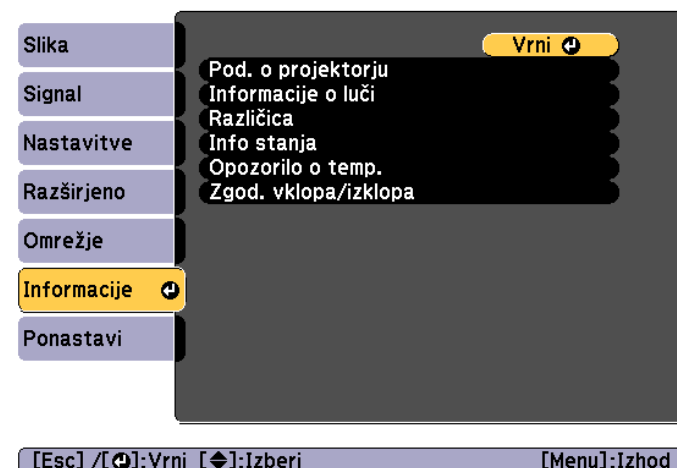 Slika
Signal
Nastavitve
Razširjeno
Omrežje
Informacije
Ponastavi
Vrni
Pod. o projektorju
Informacije o luči
Različica
Info stanja
Opozorilo o temp.
Zgod. vklopa/izklopa
[Esc] /[⏎]:Vrni [◆]:Izberi [Menu]:Izhod